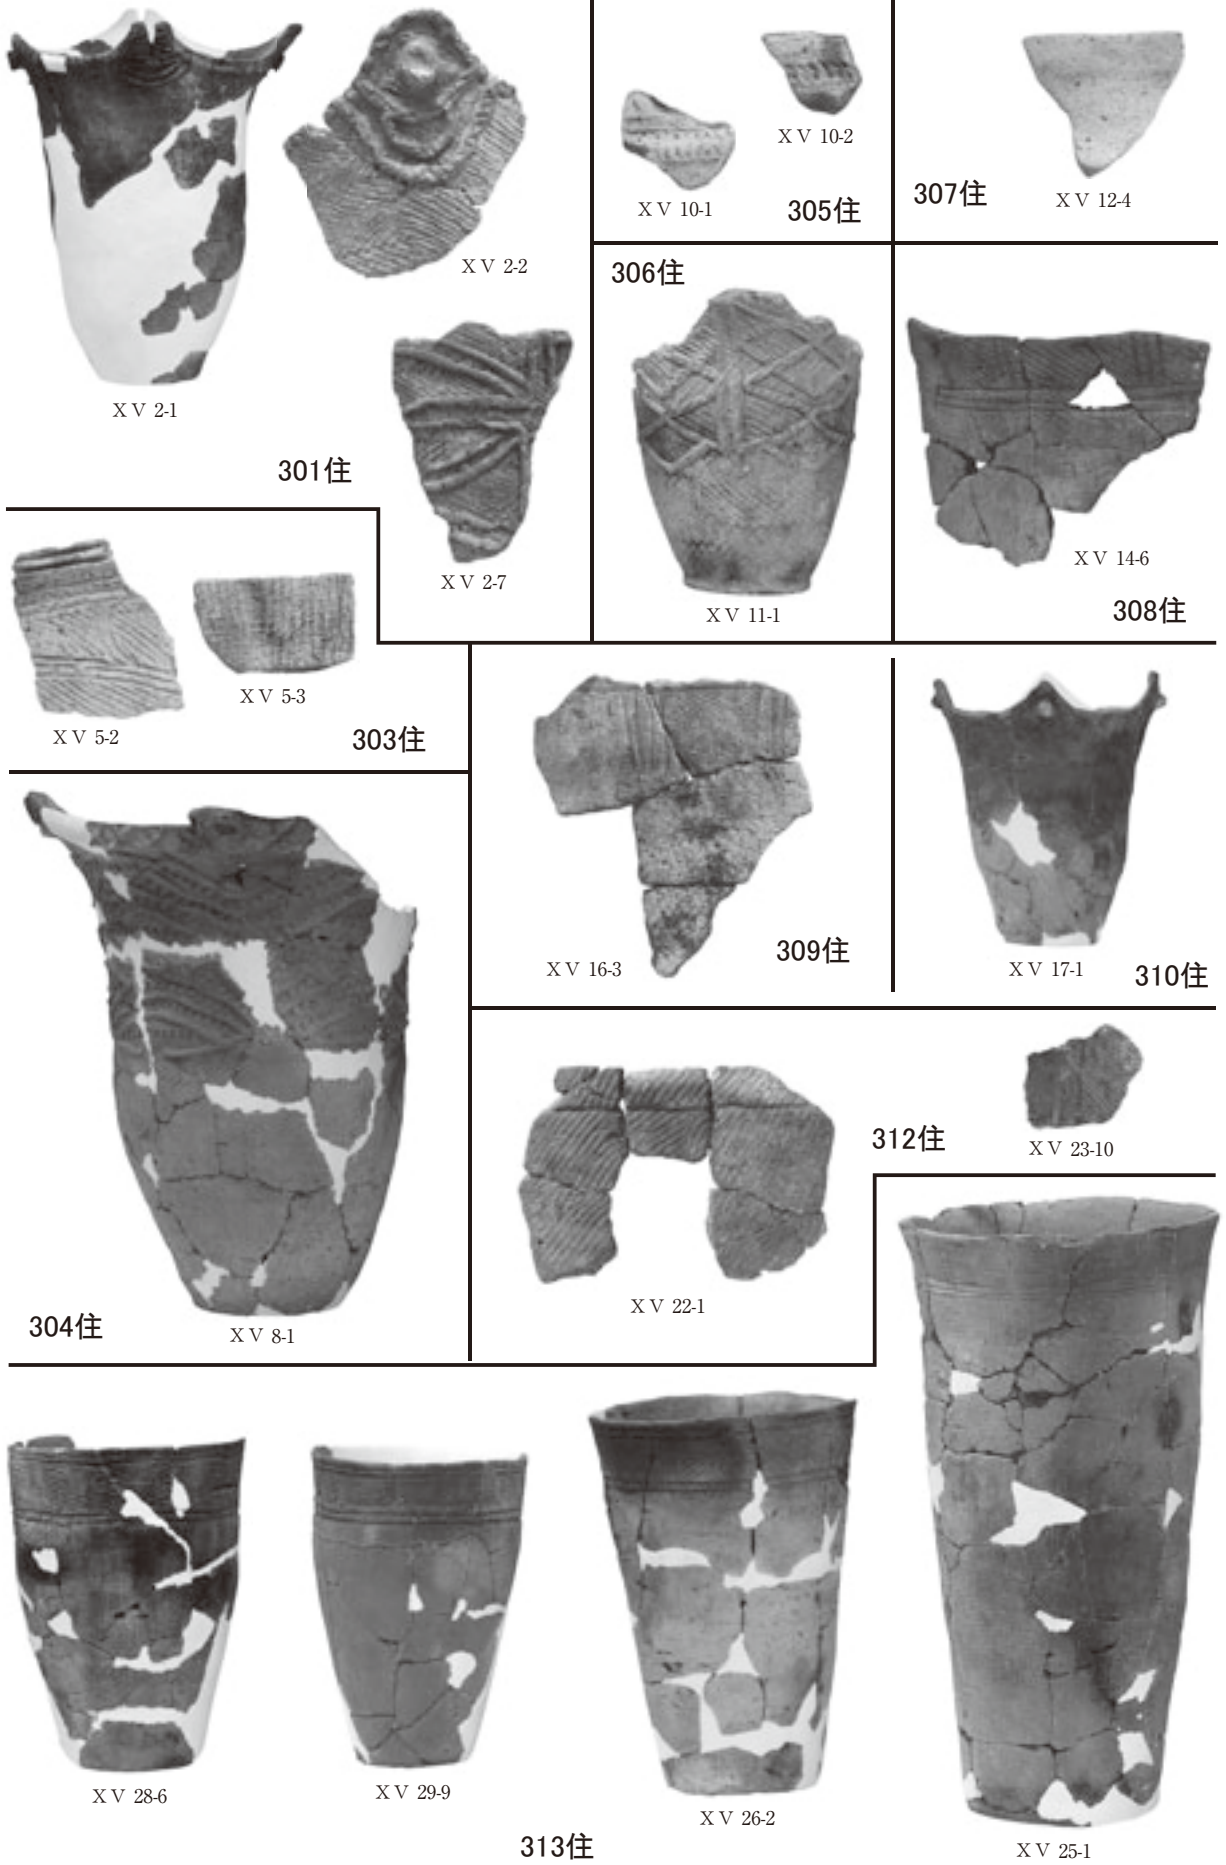 XV 2-1
XV 2-2
XV 2-7
301住
XV 10-1
XV 10-2
305住
307住
XV 12-4
306住
XV 11-1
XV 14-6
308住
XV 5-2
XV 5-3
303住
304住
XV 8-1
XV 16-3
309住
XV 17-1
310住
XV 22-1
312住
XV 23-10
XV 28-6
XV 29-9
XV 26-2
XV 25-1
313住